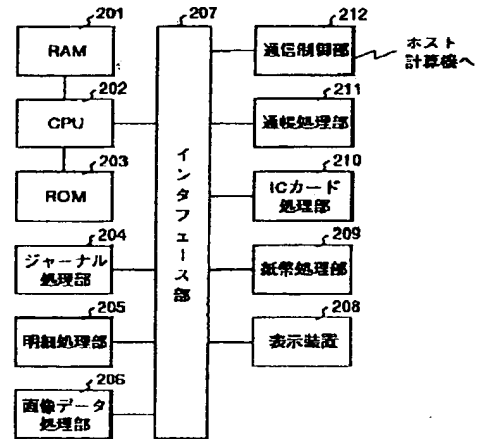 201
RAM
202
CPU
203
ROM
204
ジャーナル
処理部
205
明細処理部
206
画像データ
処理部
207
インタフェース部
212
通信制御部
ホスト
計算機へ
211
通帳処理部
210
ICカード
処理部
209
紙幣処理部
208
表示装置